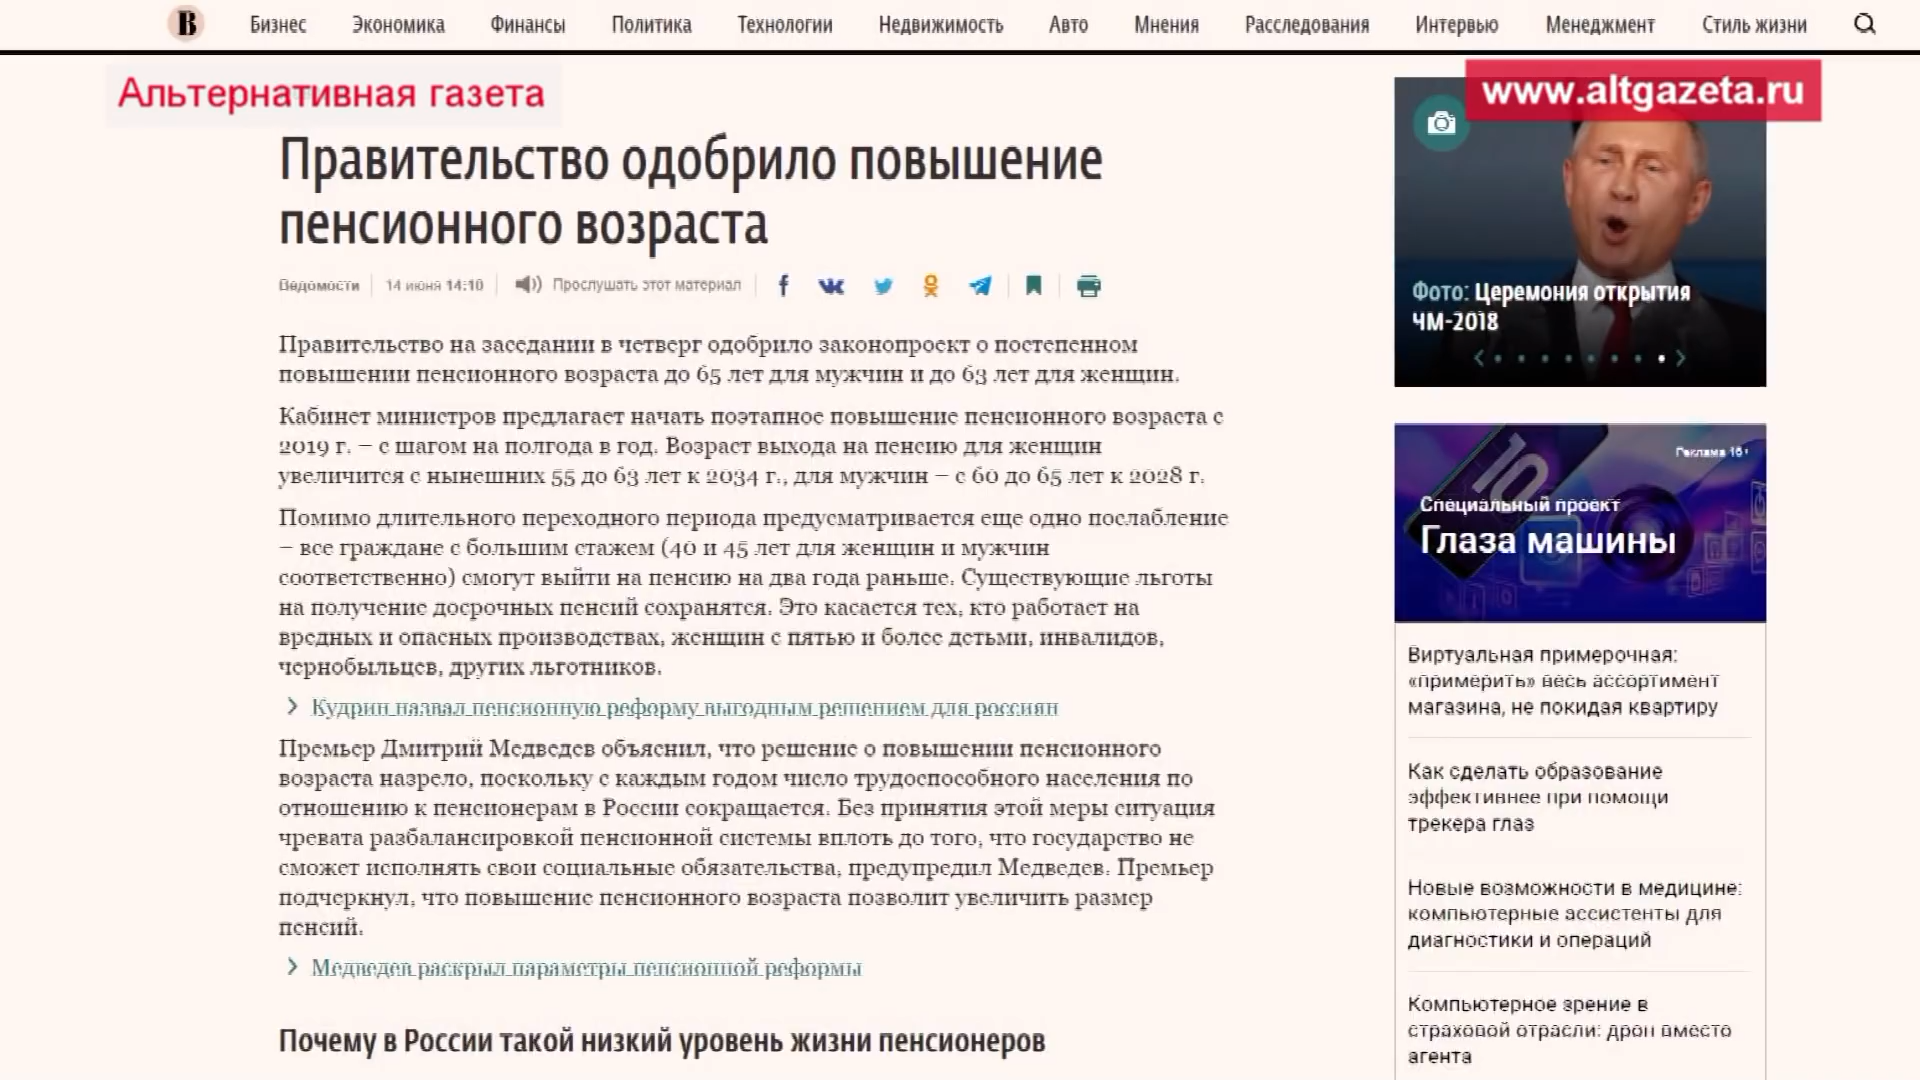 В
Бизнес
Экономика
Финансы
Политика
Технологии
Недвижимость
Авто
Мнения
Расследования
Интервью
Менеджмент
Стиль жизни
Альтернативная газета
www.altgazeta.ru
Правительство одобрило повышение
пенсионного возраста
Ведомости
14 июня 14:10
Прослушать этот материал
Правительство на заседании в четверг одобрило законопроект о постепенном
повышении пенсионного возраста до 65 лет для мужчин и до 63 лет для женщин.
Кабинет министров предлагает начать поэтапное повышение пенсионного возраста с
2019 г. – с шагом на полгода в год. Возраст выхода на пенсию для женщин
увеличится с нынешних 55 до 63 лет к 2034 г., для мужчин – с 60 до 65 лет к 2028 г.
Помимо длительного переходного периода предусматривается еще одно послабление
– все граждане с большим стажем (40 и 45 лет для женщин и мужчин
соответственно) смогут выйти на пенсию на два года раньше. Существующие льготы
на получение досрочных пенсий сохранятся. Это касается тех, кто работает на
вредных и опасных производствах, женщин с пятью и более детьми, инвалидов,
чернобыльцев, других льготников.
Кудрин назвал пенсионную реформу выгодным решением для россиян
Премьер Дмитрий Медведев объяснил, что решение о повышении пенсионного
возраста назрело, поскольку с каждым годом число трудоспособного населения по
отношению к пенсионерам в России сокращается. Без принятия этой меры ситуация
чревата разбалансировкой пенсионной системы вплоть до того, что государство не
сможет исполнять свои социальные обязательства, предупредил Медведев. Премьер
подчеркнул, что повышение пенсионного возраста позволит увеличить размер
пенсий.
Медведев раскрыл параметры пенсионной реформы
Почему в России такой низкий уровень жизни пенсионеров
Фото: Церемония открытия
ЧМ-2018
Реклама 16+
10
Специальный проект
Глаза машины
Виртуальная примерочная:
«примерить» весь ассортимент
магазина, не покидая квартиру
Как сделать образование
эффективнее при помощи
трекера глаз
Новые возможности в медицине:
компьютерные ассистенты для
диагностики и операций
Компьютерное зрение в
страховой отрасли: дрон вместо
агента